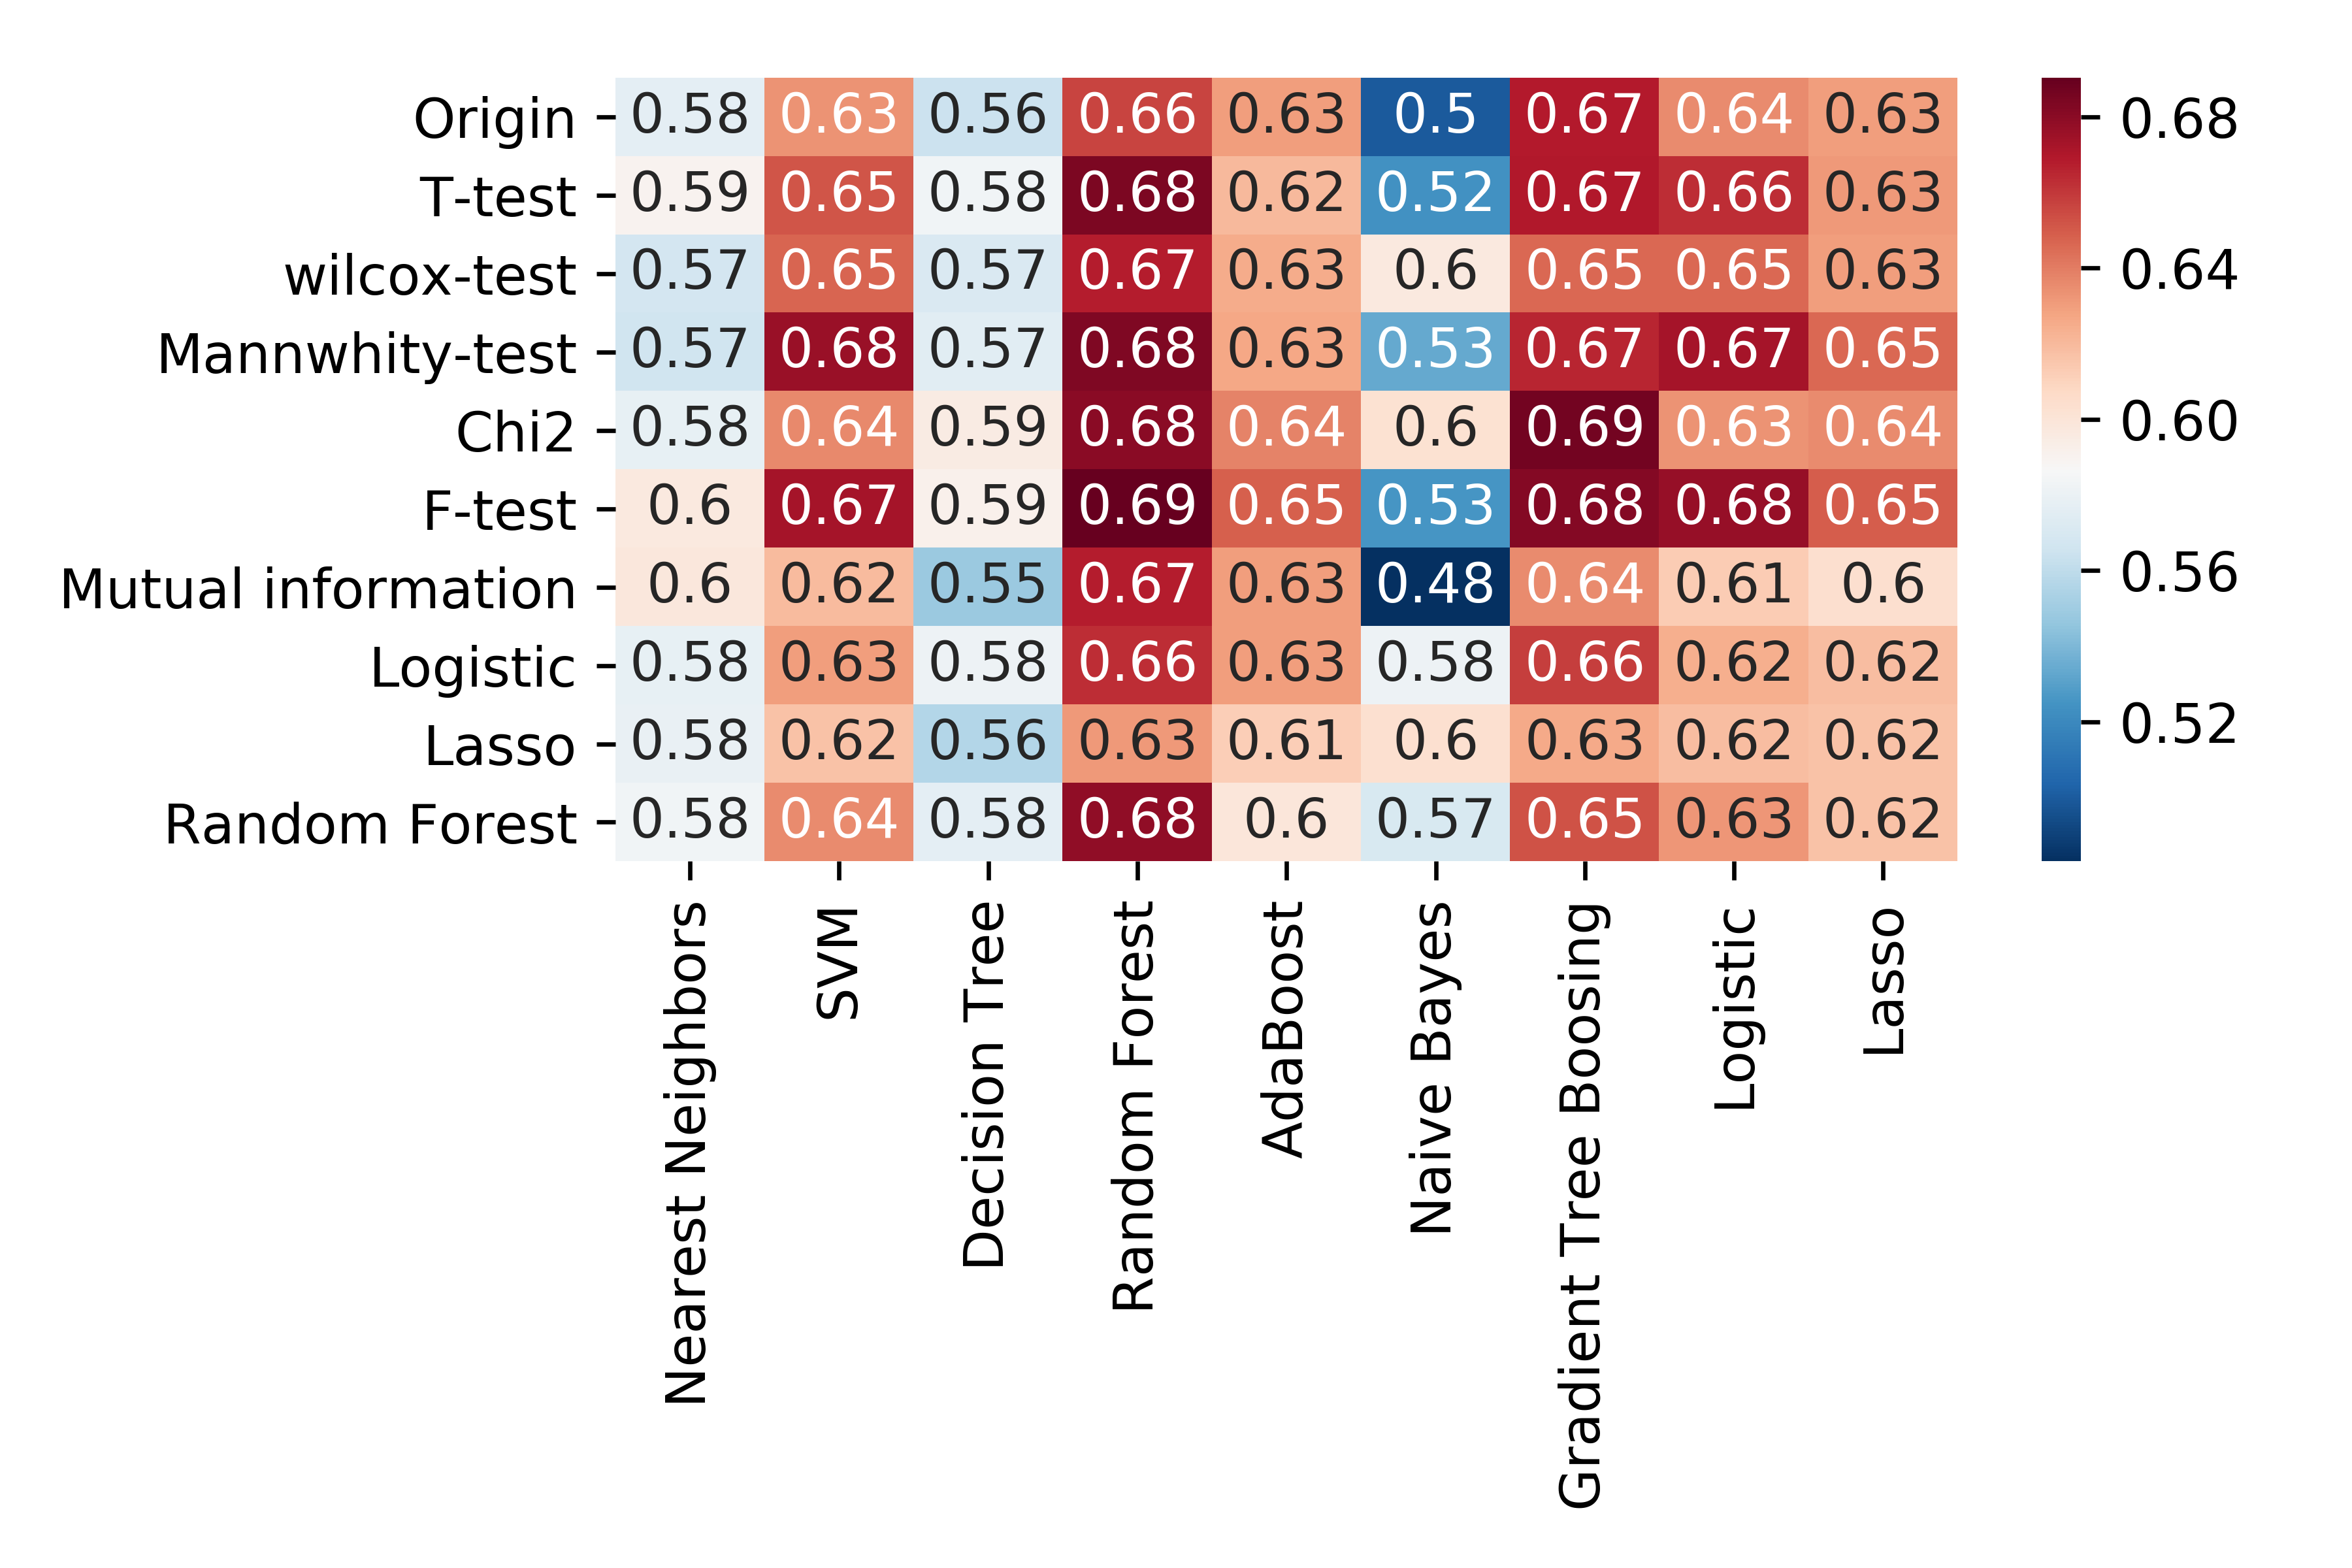 Origin 0.58 0.63 0.56 0.66 0.63 0.5 0.67 0.64 0.63
T-test 0.59 0.65 0.58 0.68 0.62 0.52 0.67 0.66 0.63
wilcox-test 0.57 0.65 0.57 0.67 0.63 0.6 0.65 0.65 0.63
Mannwhity-test 0.57 0.68 0.57 0.68 0.63 0.53 0.67 0.67 0.65
Chi2 0.58 0.64 0.59 0.68 0.64 0.6 0.69 0.63 0.64
F-test 0.6 0.67 0.59 0.69 0.65 0.53 0.68 0.68 0.65
Mutual information 0.6 0.62 0.55 0.67 0.63 0.48 0.64 0.61 0.6
Logistic 0.58 0.63 0.58 0.66 0.63 0.58 0.66 0.62 0.62
Lasso 0.58 0.62 0.56 0.63 0.61 0.6 0.63 0.62 0.62
Random Forest 0.58 0.64 0.58 0.68 0.6 0.57 0.65 0.63 0.62
Nearest Neighbors
SVM
Decision Tree
Random Forest
AdaBoost
Naive Bayes
Gradient Tree Boosing
Logistic
Lasso
0.68
0.64
0.60
0.56
0.52